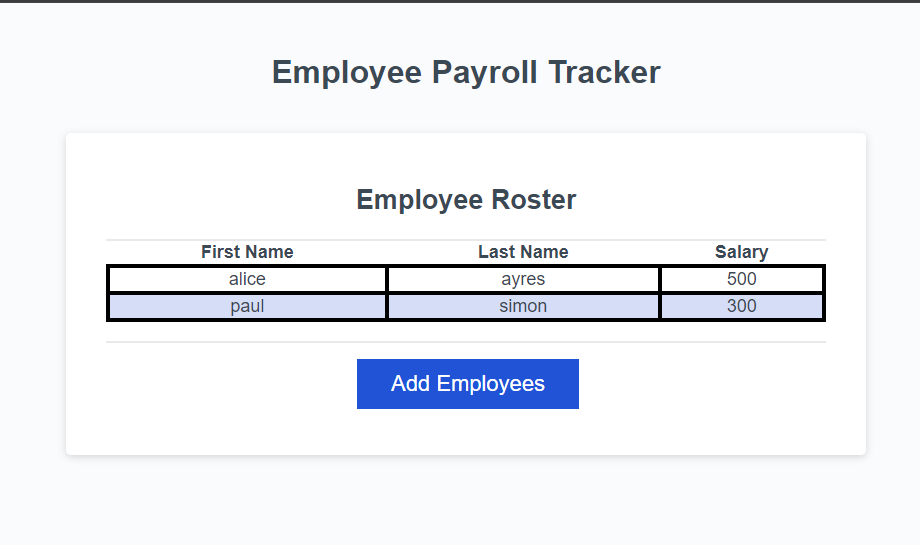 Employee Payroll Tracker
Employee Roster
First Name Last Name Salary
alice ayres 500
paul simon 300
Add Employees